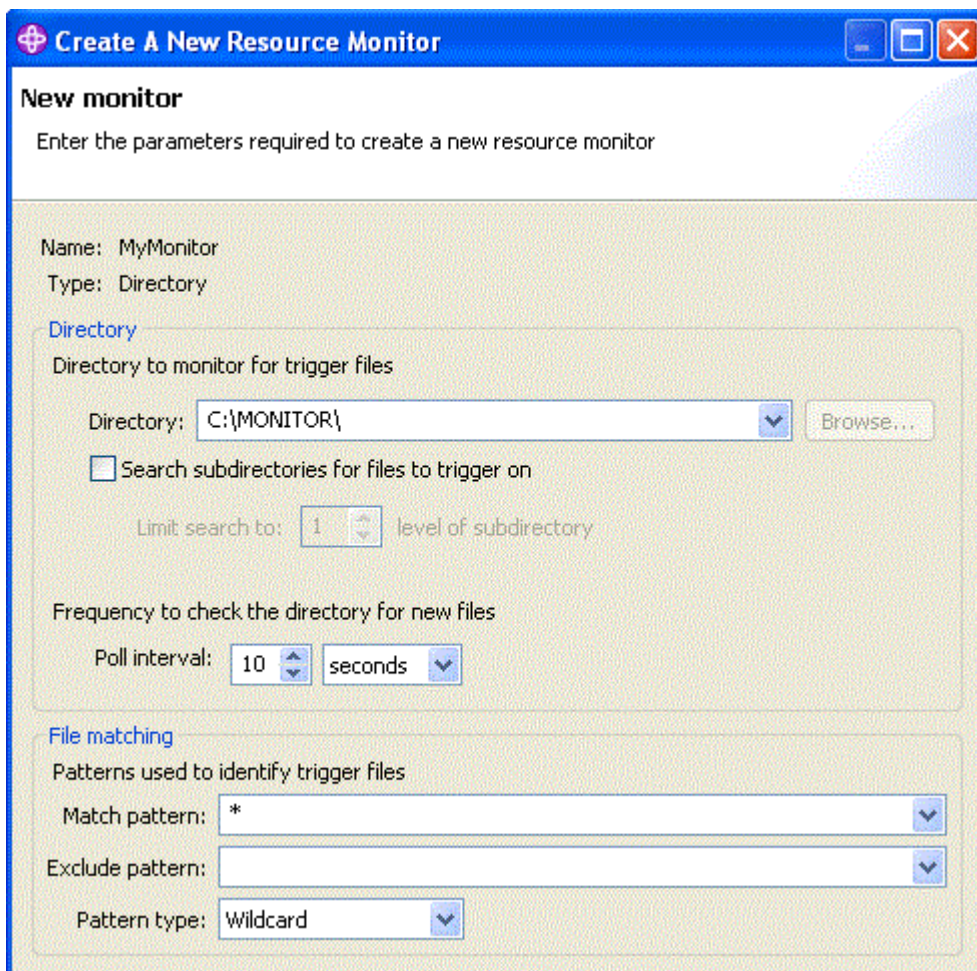 Create A New Resource Monitor
New monitor
Enter the parameters required to create a new resource monitor
Name: MyMonitor
Type: Directory
Directory
Directory to monitor for trigger files
Directory: C:\MONITOR\ Browse...
Search subdirectories for files to trigger on
Limit search to: 1 level of subdirectory
Frequency to check the directory for new files
Poll interval: 10 seconds
File matching
Patterns used to identify trigger files
Match pattern: *
Exclude pattern:
Pattern type: Wildcard